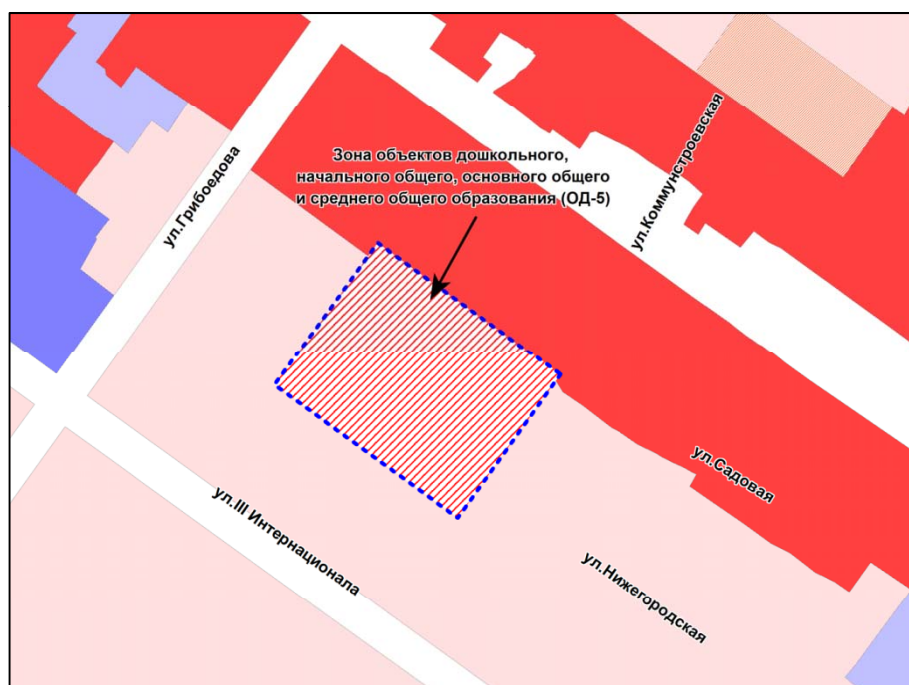 Зона объектов дошкольного,
начального общего, основного общего
и среднего общего образования (ОД-5)
ул.Грибоедова
ул.Коммунстроевская
ул.Садовая
ул.III Интернационала
ул.Нижегородская